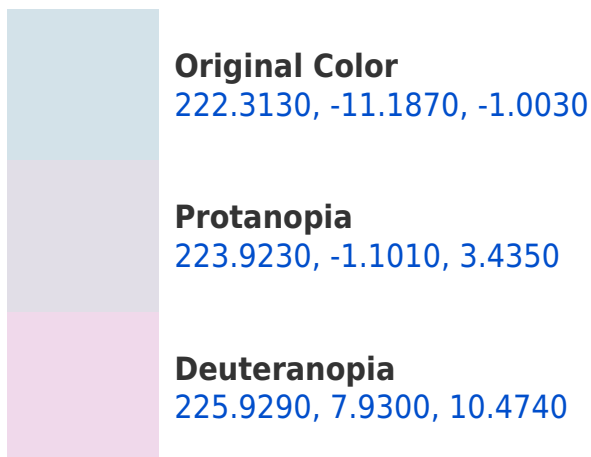 Original Color
222.3130, -11.1870, -1.0030
Protanopia
223.9230, -1.1010, 3.4350
Deuteranopia
225.9290, 7.9300, 10.4740